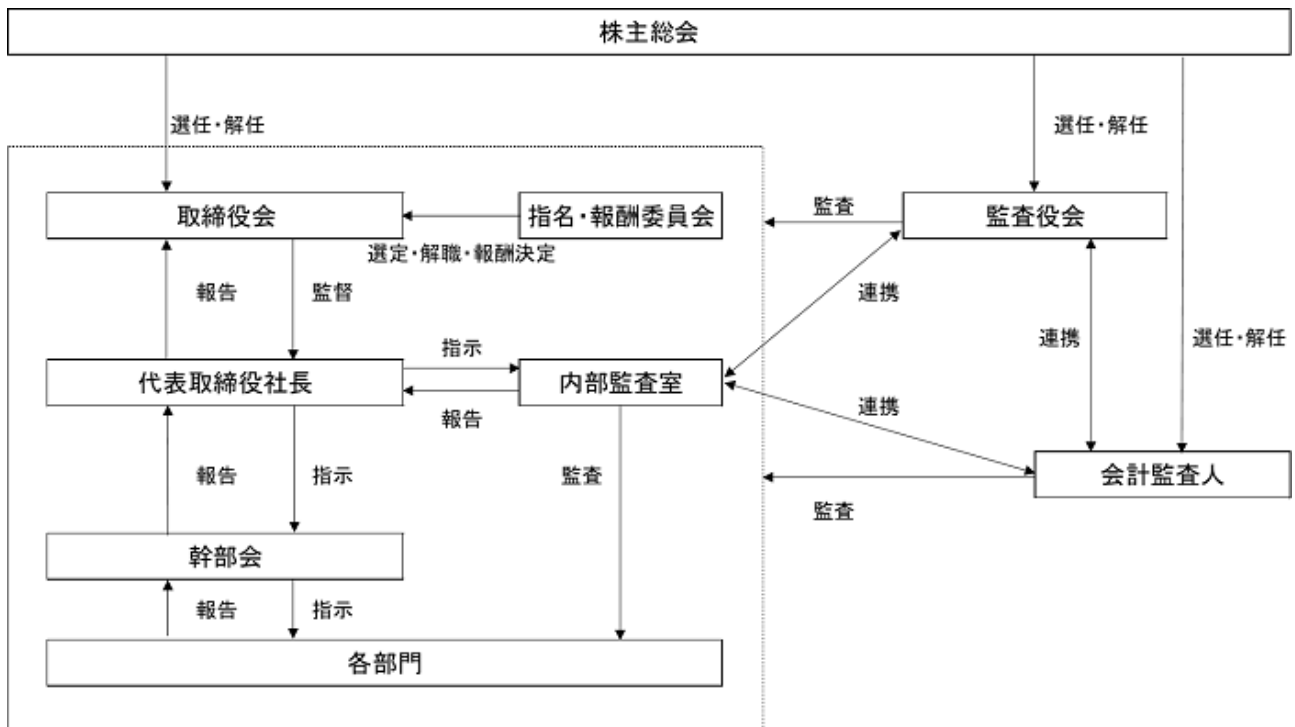 株主総会
選任・解任
選任・解任
取締役会
指名・報酬委員会
監査
監査役会
選定・解職・報酬決定
報告
監督
連携
連携
選任・解任
代表取締役社長
指示
報告
内部監査室
連携
報告
指示
監査
監査
会計監査人
幹部会
報告
指示
各部門